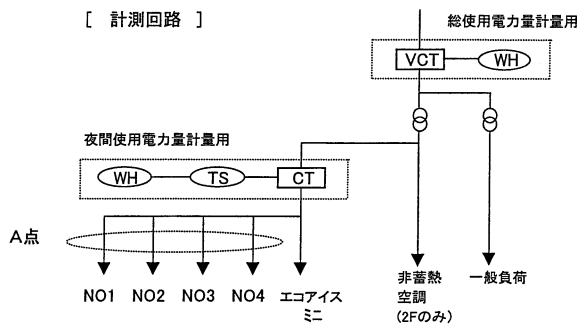 [ 計測回路 ]
総使用電力量計量用
VCT
WH
夜間使用電力量計量用
WH
TS
CT
A点
NO1
NO2
NO3
NO4
エコアイス
ミニ
非蓄熱
空調
(2Fのみ)
一般負荷